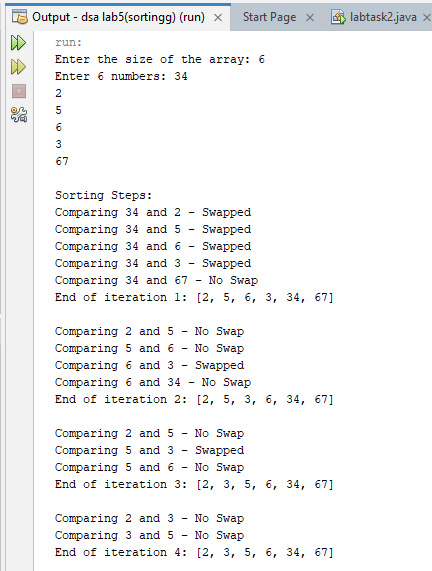 Output - dsa lab5(sortingg) (run) × Start Page × labtask2.java ×
run:
Enter the size of the array: 6
Enter 6 numbers: 34
2
5
6
3
67
Sorting Steps:
Comparing 34 and 2 - Swapped
Comparing 34 and 5 - Swapped
Comparing 34 and 6 - Swapped
Comparing 34 and 3 - Swapped
Comparing 34 and 67 - No Swap
End of iteration 1: [2, 5, 6, 3, 34, 67]
Comparing 2 and 5 - No Swap
Comparing 5 and 6 - No Swap
Comparing 6 and 3 - Swapped
Comparing 6 and 34 - No Swap
End of iteration 2: [2, 5, 3, 6, 34, 67]
Comparing 2 and 5 - No Swap
Comparing 5 and 3 - Swapped
Comparing 5 and 6 - No Swap
End of iteration 3: [2, 3, 5, 6, 34, 67]
Comparing 2 and 3 - No Swap
Comparing 3 and 5 - No Swap
End of iteration 4: [2, 3, 5, 6, 34, 67]